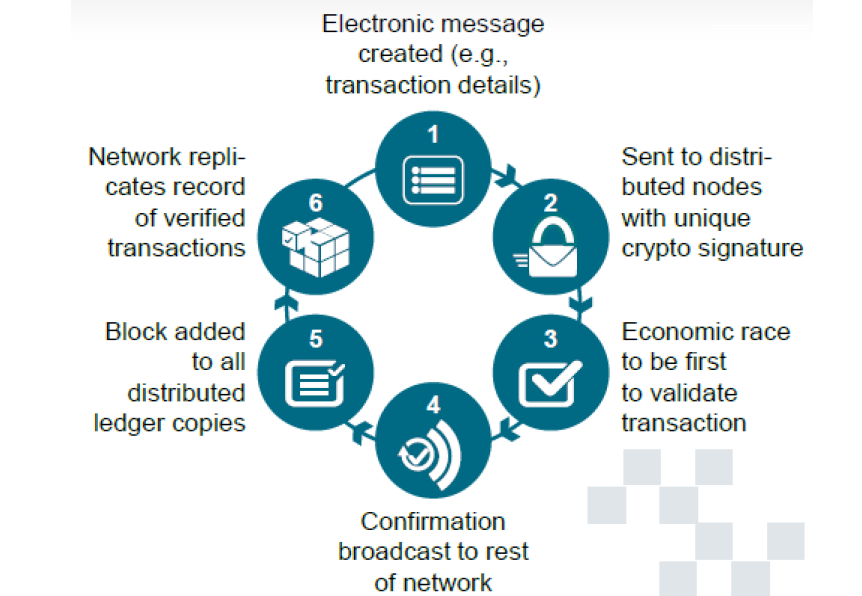 Electronic message
created (e.g.,
transaction details)
1
Sent to distri-
buted nodes
with unique
crypto signature
2
Economic race
to be first
to validate
transaction
3
Confirmation
broadcast to rest
of network
4
Block added
to all
distributed
ledger copies
5
Network repli-
cates record
of verified
transactions
6